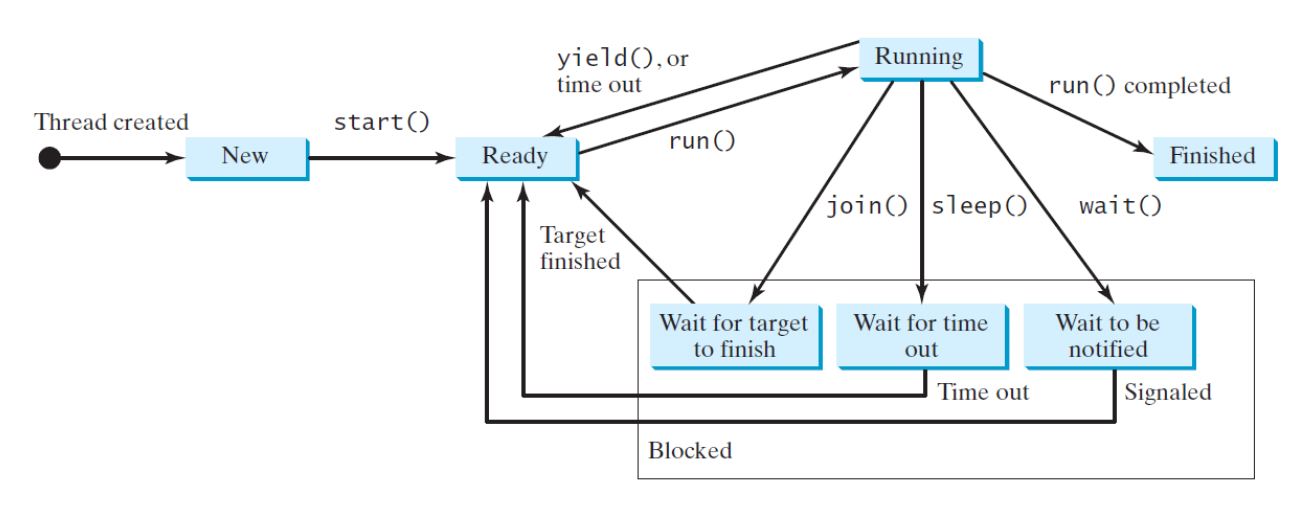 Thread created
New
start()
Ready
yield(), or
time out
run()
Running
run() completed
Finished
join()
sleep()
wait()
Target
finished
Wait for target
to finish
Wait for time
out
Wait to be
notified
Time out
Signaled
Blocked